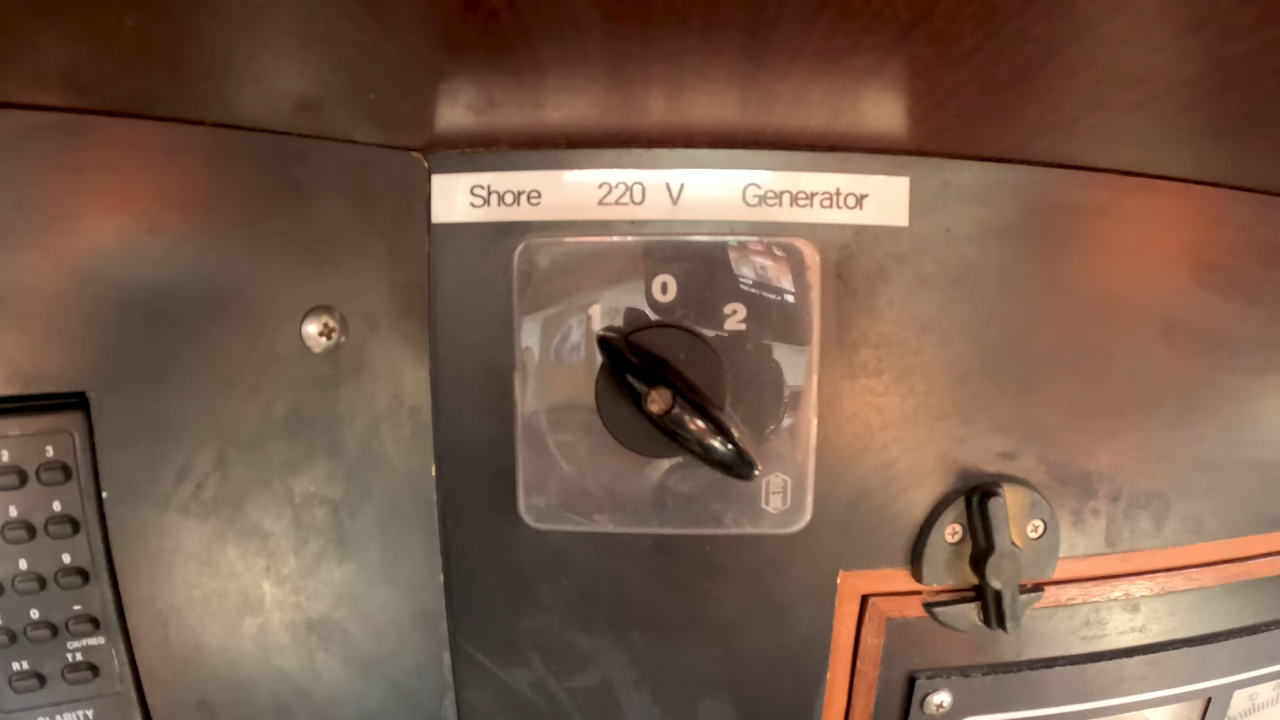 Shore 220 V Generator
0
1
2
2 3
5 6
8 9
0 -
CH/FREQ
RX TX
CLARITY